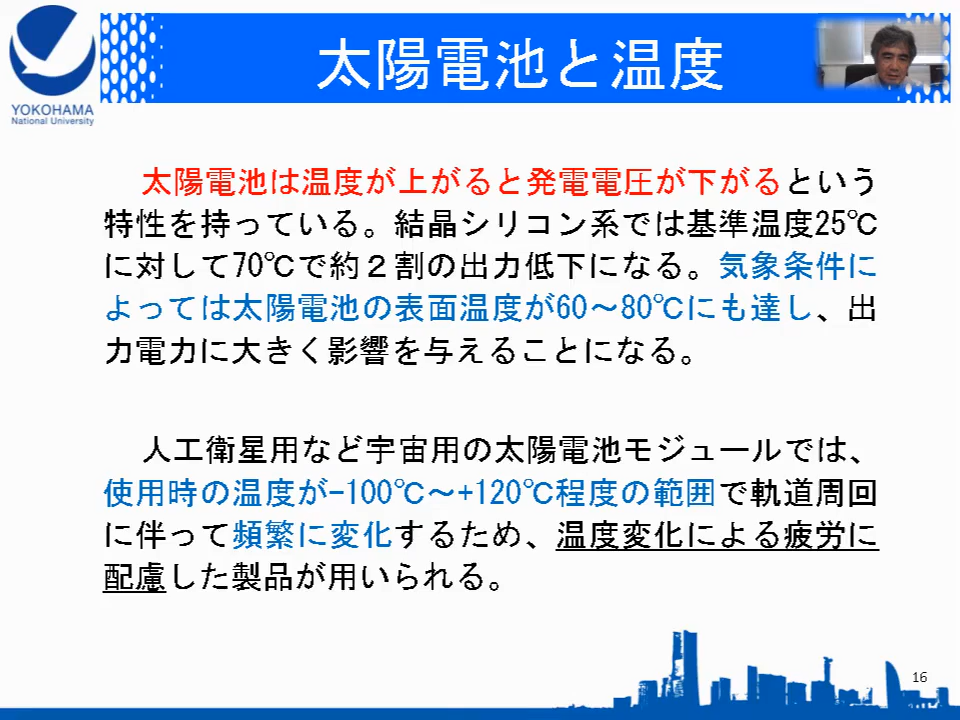 太陽電池と温度
YOKOHAMA
National University
太陽電池は温度が上がると発電電圧が下がるという
特性を持っている。結晶シリコン系では基準温度25℃
に対して70℃で約２割の出力低下になる。気象条件に
よっては太陽電池の表面温度が60～80℃にも達し、出
力電力に大きく影響を与えることになる。
人工衛星用など宇宙用の太陽電池モジュールでは、
使用時の温度が-100℃～+120℃程度の範囲で軌道周回
に伴って頻繁に変化するため、温度変化による疲労に
配慮した製品が用いられる。
16